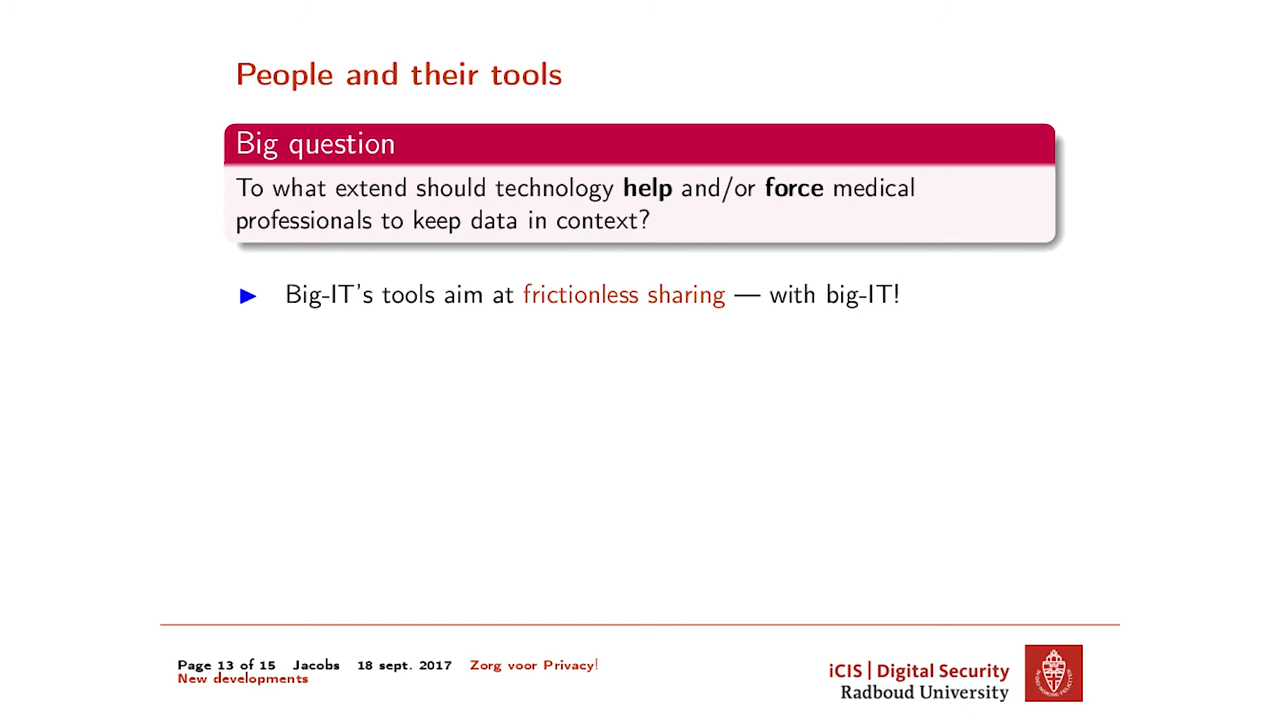 People and their tools
Big question
To what extend should technology help and/or force medical
professionals to keep data in context?
▶ Big-IT's tools aim at frictionless sharing — with big-IT!
Page 13 of 15 Jacobs 18 sept. 2017 Zorg voor Privacy!
New developments
iCIS | Digital Security
Radboud University